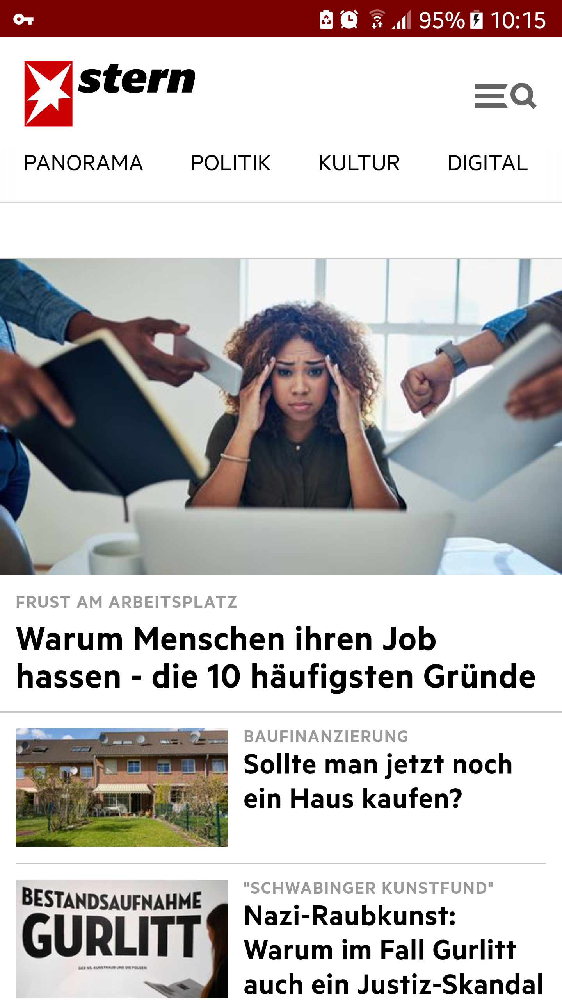 95% 10:15
stern
PANORAMA POLITIK KULTUR DIGITAL
FRUST AM ARBEITSPLATZ
Warum Menschen ihren Job
hassen - die 10 häufigsten Gründe
BAUFINANZIERUNG
Sollte man jetzt noch
ein Haus kaufen?
BESTANDSAUFNAHME
GURLITT
DER NS-KUNSTRAUB UND DIE FOLGEN
"SCHWABINGER KUNSTFUND"
Nazi-Raubkunst:
Warum im Fall Gurlitt
auch ein Justiz-Skandal